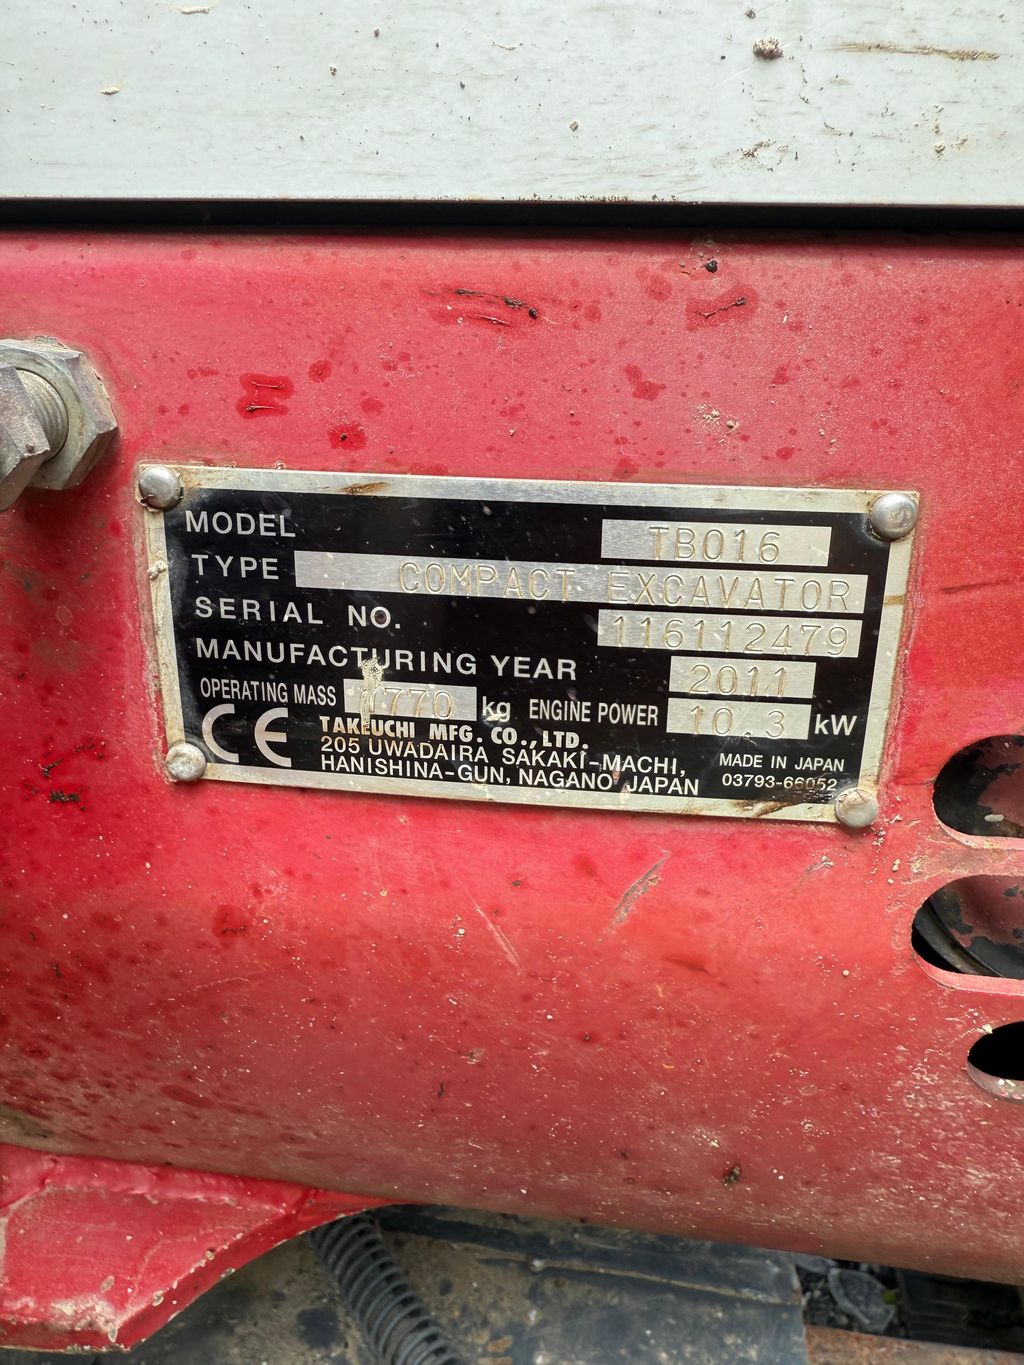 MODEL TB016
TYPE COMPACT EXCAVATOR
SERIAL NO. 116112479
MANUFACTURING YEAR 2011
OPERATING MASS 1770 kg ENGINE POWER 10.3 kW
CE TAKEUCHI MFG. CO., LTD.
205 UWADAIRA SAKAKI-MACHI, MADE IN JAPAN
HANISHINA-GUN, NAGANO JAPAN 03793-66052